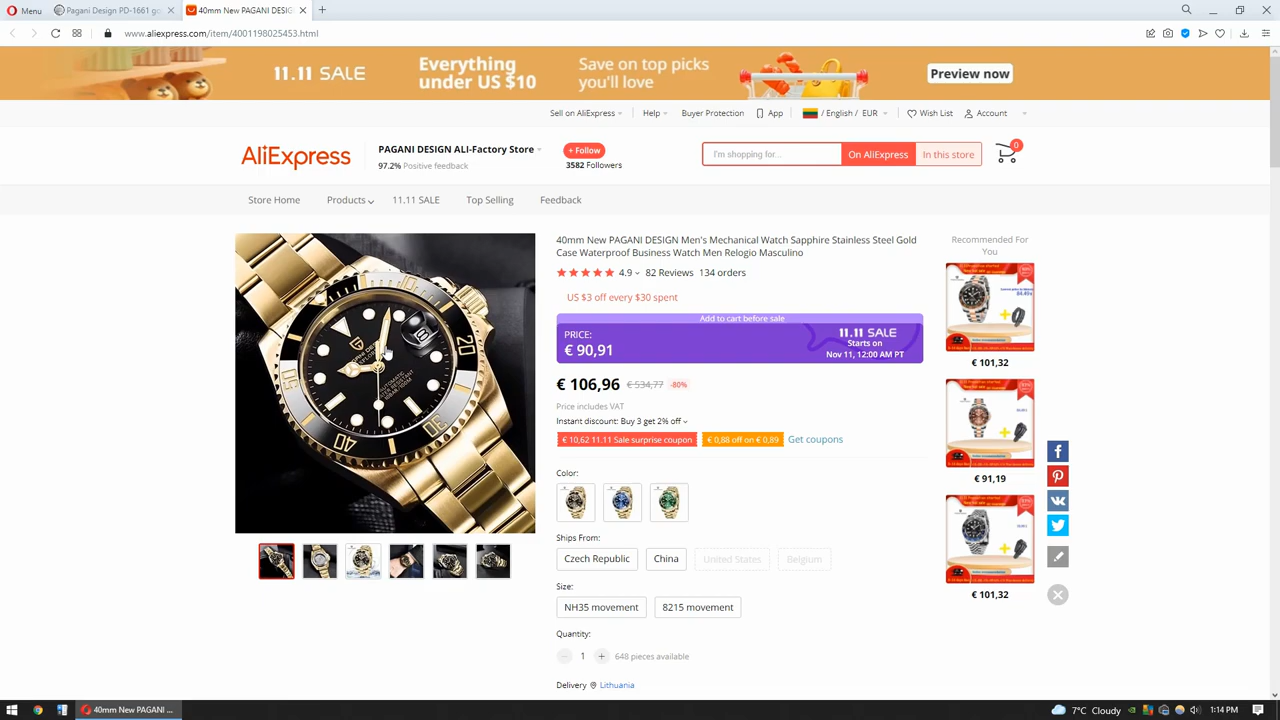 Menu
Pagani Design PD-1661 go
40mm New PAGANI DESIG
www.aliexpress.com/item/4001198025453.html
11.11 SALE
Everything
under US $10
Save on top picks
you'll love
Preview now
Sell on AliExpress
Help
Buyer Protection
App
/ English / EUR
Wish List
Account
AliExpress
PAGANI DESIGN ALI-Factory Store
97.2% Positive feedback
+ Follow
3582 Followers
I'm shopping for...
On AliExpress
In this store
0
Store Home
Products
11.11 SALE
Top Selling
Feedback
40mm New PAGANI DESIGN Men's Mechanical Watch Sapphire Stainless Steel Gold
Case Waterproof Business Watch Men Relogio Masculino
4.9
82 Reviews
134 orders
US $3 off every $30 spent
Add to cart before sale
PRICE:
€ 90,91
11.11 SALE
Starts on
Nov 11, 12:00 AM PT
€ 106,96
€ 534,77
-80%
Price includes VAT
Instant discount: Buy 3 get 2% off
€ 10,62 11.11 Sale surprise coupon
€ 0,88 off on € 0,89
Get coupons
Color:
Ships From:
Czech Republic
China
United States
Belgium
Size:
NH35 movement
8215 movement
Quantity:
1
648 pieces available
Delivery
Lithuania
Recommended For
You
€ 101,32
€ 91,19
€ 101,32
PAGANI DESIGN
AUTOMATIC
20
30
40
40mm New PAGANI ...
7°C Cloudy
1:14 PM